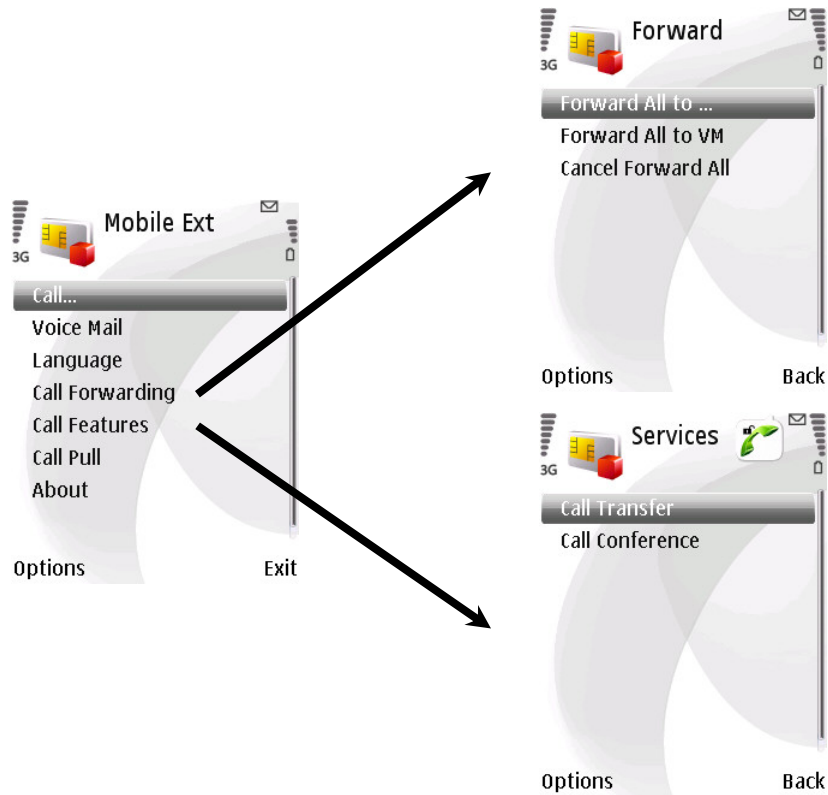 Mobile Ext
3G
Call...
Voice Mail
Language
Call Forwarding
Call Features
Call Pull
About
Options Exit
Forward
3G
Forward All to ...
Forward All to VM
Cancel Forward All
Options Back
Services
3G
Call Transfer
Call Conference
Options Back